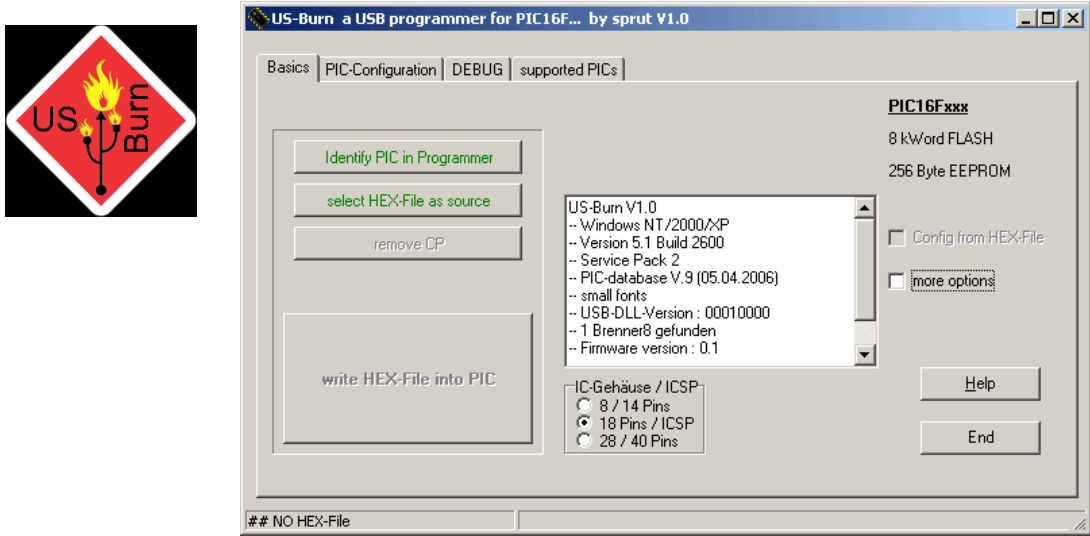 US
Burn
US-Burn a USB programmer for PIC16F... by sprut V1.0
Basics
PIC-Configuration
DEBUG
supported PICs
Identify PIC in Programmer
select HEX-File as source
remove CP
write HEX-File into PIC
US-Burn V1.0
-- Windows NT/2000/XP
-- Version 5.1 Build 2600
-- Service Pack 2
-- PIC-database V.9 (05.04.2006)
-- small fonts
-- USB-DLL-Version : 00010000
-- 1 Brenner8 gefunden
-- Firmware version : 0.1
IC-Gehäuse / ICSP
8 / 14 Pins
18 Pins / ICSP
28 / 40 Pins
PIC16Fxxx
8 kWord FLASH
256 Byte EEPROM
Config from HEX-File
more options
Help
End
## NO HEX-File